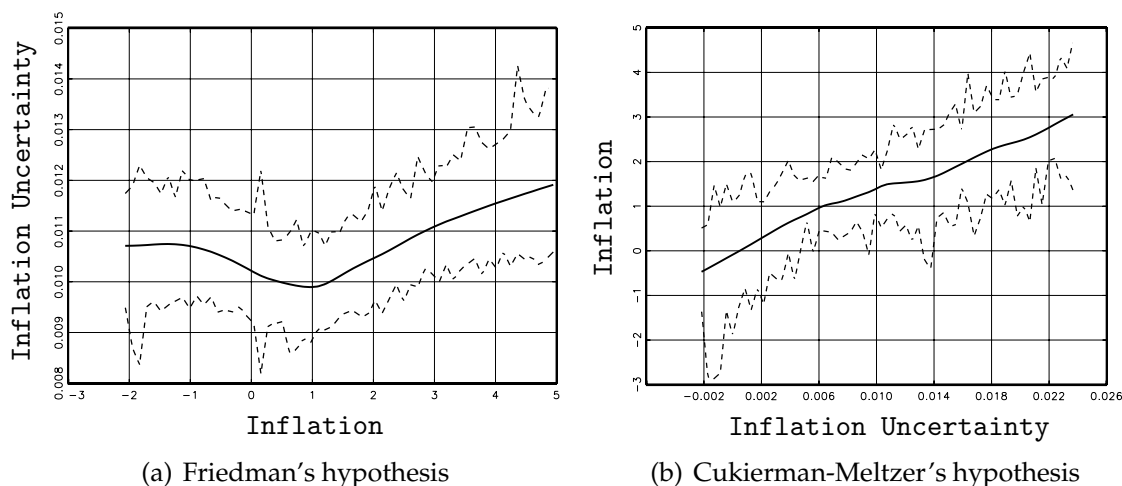 Inflation Uncertainty
0.015
0.014
0.013
0.012
0.011
0.010
0.009
0.008
-3 -2 -1 0 1 2 3 4 5
Inflation
(a) Friedman's hypothesis
Inflation
5
4
3
2
1
0
-1
-2
-3
-0.002 0.002 0.006 0.010 0.014 0.018 0.022 0.026
Inflation Uncertainty
(b) Cukierman-Meltzer's hypothesis